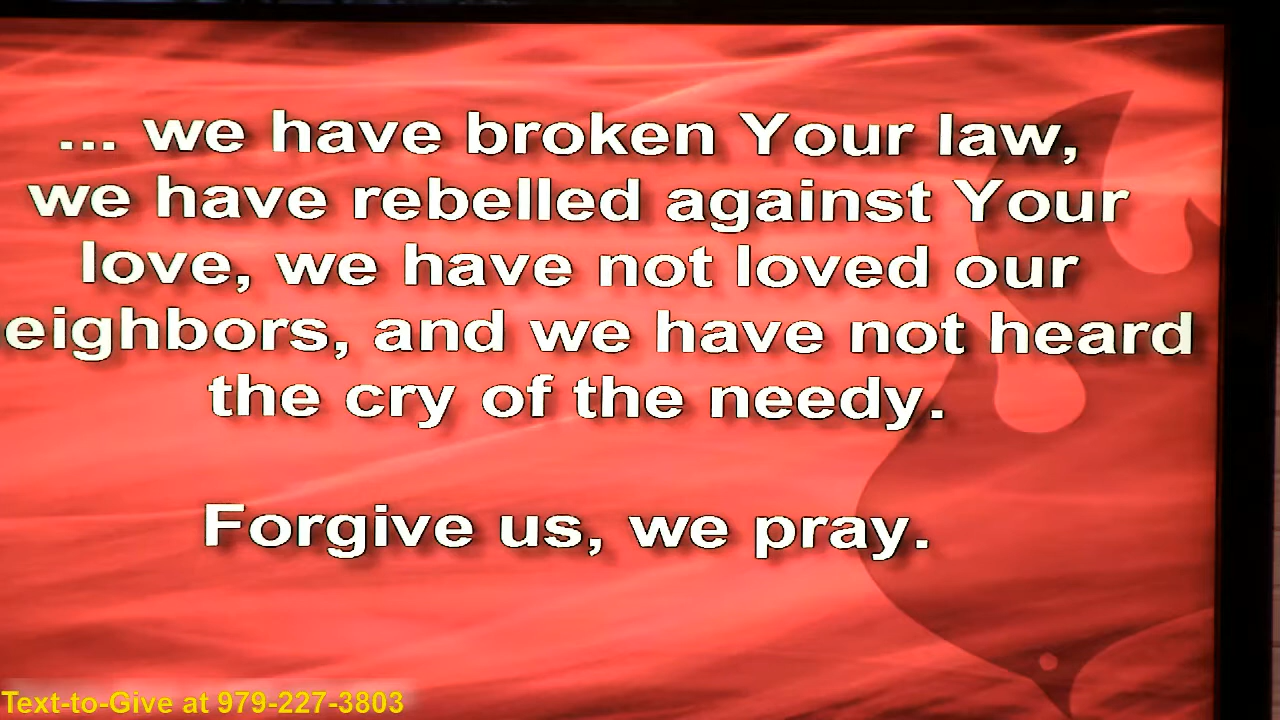 ... we have broken Your law,
we have rebelled against Your
love, we have not loved our
eighbors, and we have not heard
the cry of the needy.
Forgive us, we pray.
Text-to-Give at 979-227-3803